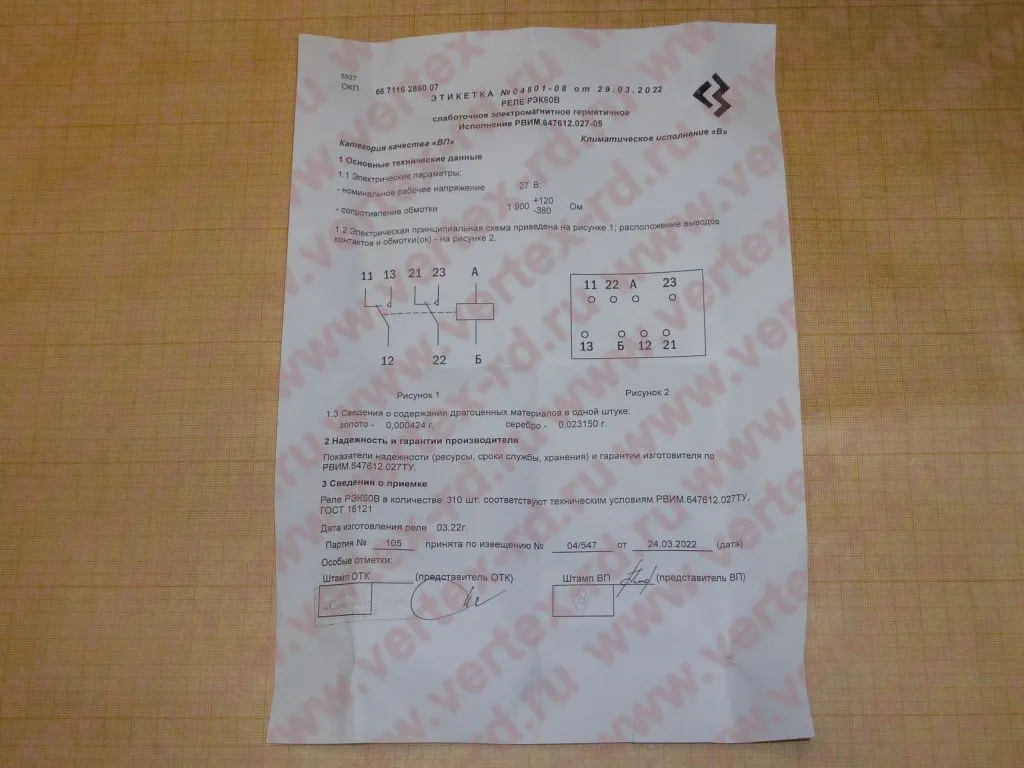 5527
ОКП 66 7116 2860 07
ЭТИКЕТКА №04601-08 от 29.03.2022
РЕЛЕ РЭК60В
слаботочное электромагнитное герметичное
Исполнение РВИМ.647612.027-05
Категория качества «ВП» Климатическое исполнение «В»
1 Основные технические данные
1.1 Электрические параметры:
- номинальное рабочее напряжение 27 В;
- сопротивление обмотки 1 900 +120 -380 Ом
1.2 Электрическая принципиальная схема приведена на рисунке 1; расположение выводов
контактов и обмотки(ок) - на рисунке 2.
11 13 21 23 А
12 22 Б
11 22 А 23
13 Б 12 21
Рисунок 1 Рисунок 2
1.3 Сведения о содержании драгоценных материалов в одной штуке:
золото - 0,000424 г, серебро - 0,023150 г.
2 Надежность и гарантии производителя
Показатели надежности (ресурсы, сроки службы, хранения) и гарантии изготовителя по
РВИМ.647612.027ТУ.
3 Сведения о приемке
Реле РЭК60В в количестве 310 шт. соответствуют техническим условиям РВИМ.647612.027ТУ,
ГОСТ 16121
Дата изготовления реле 03.22г.
Партия № 105 принята по извещению № 04/547 от 24.03.2022 (дата)
Особые отметки:
Штамп ОТК (представитель ОТК) Штамп ВП (представитель ВП)
www.vertex-rd.ru